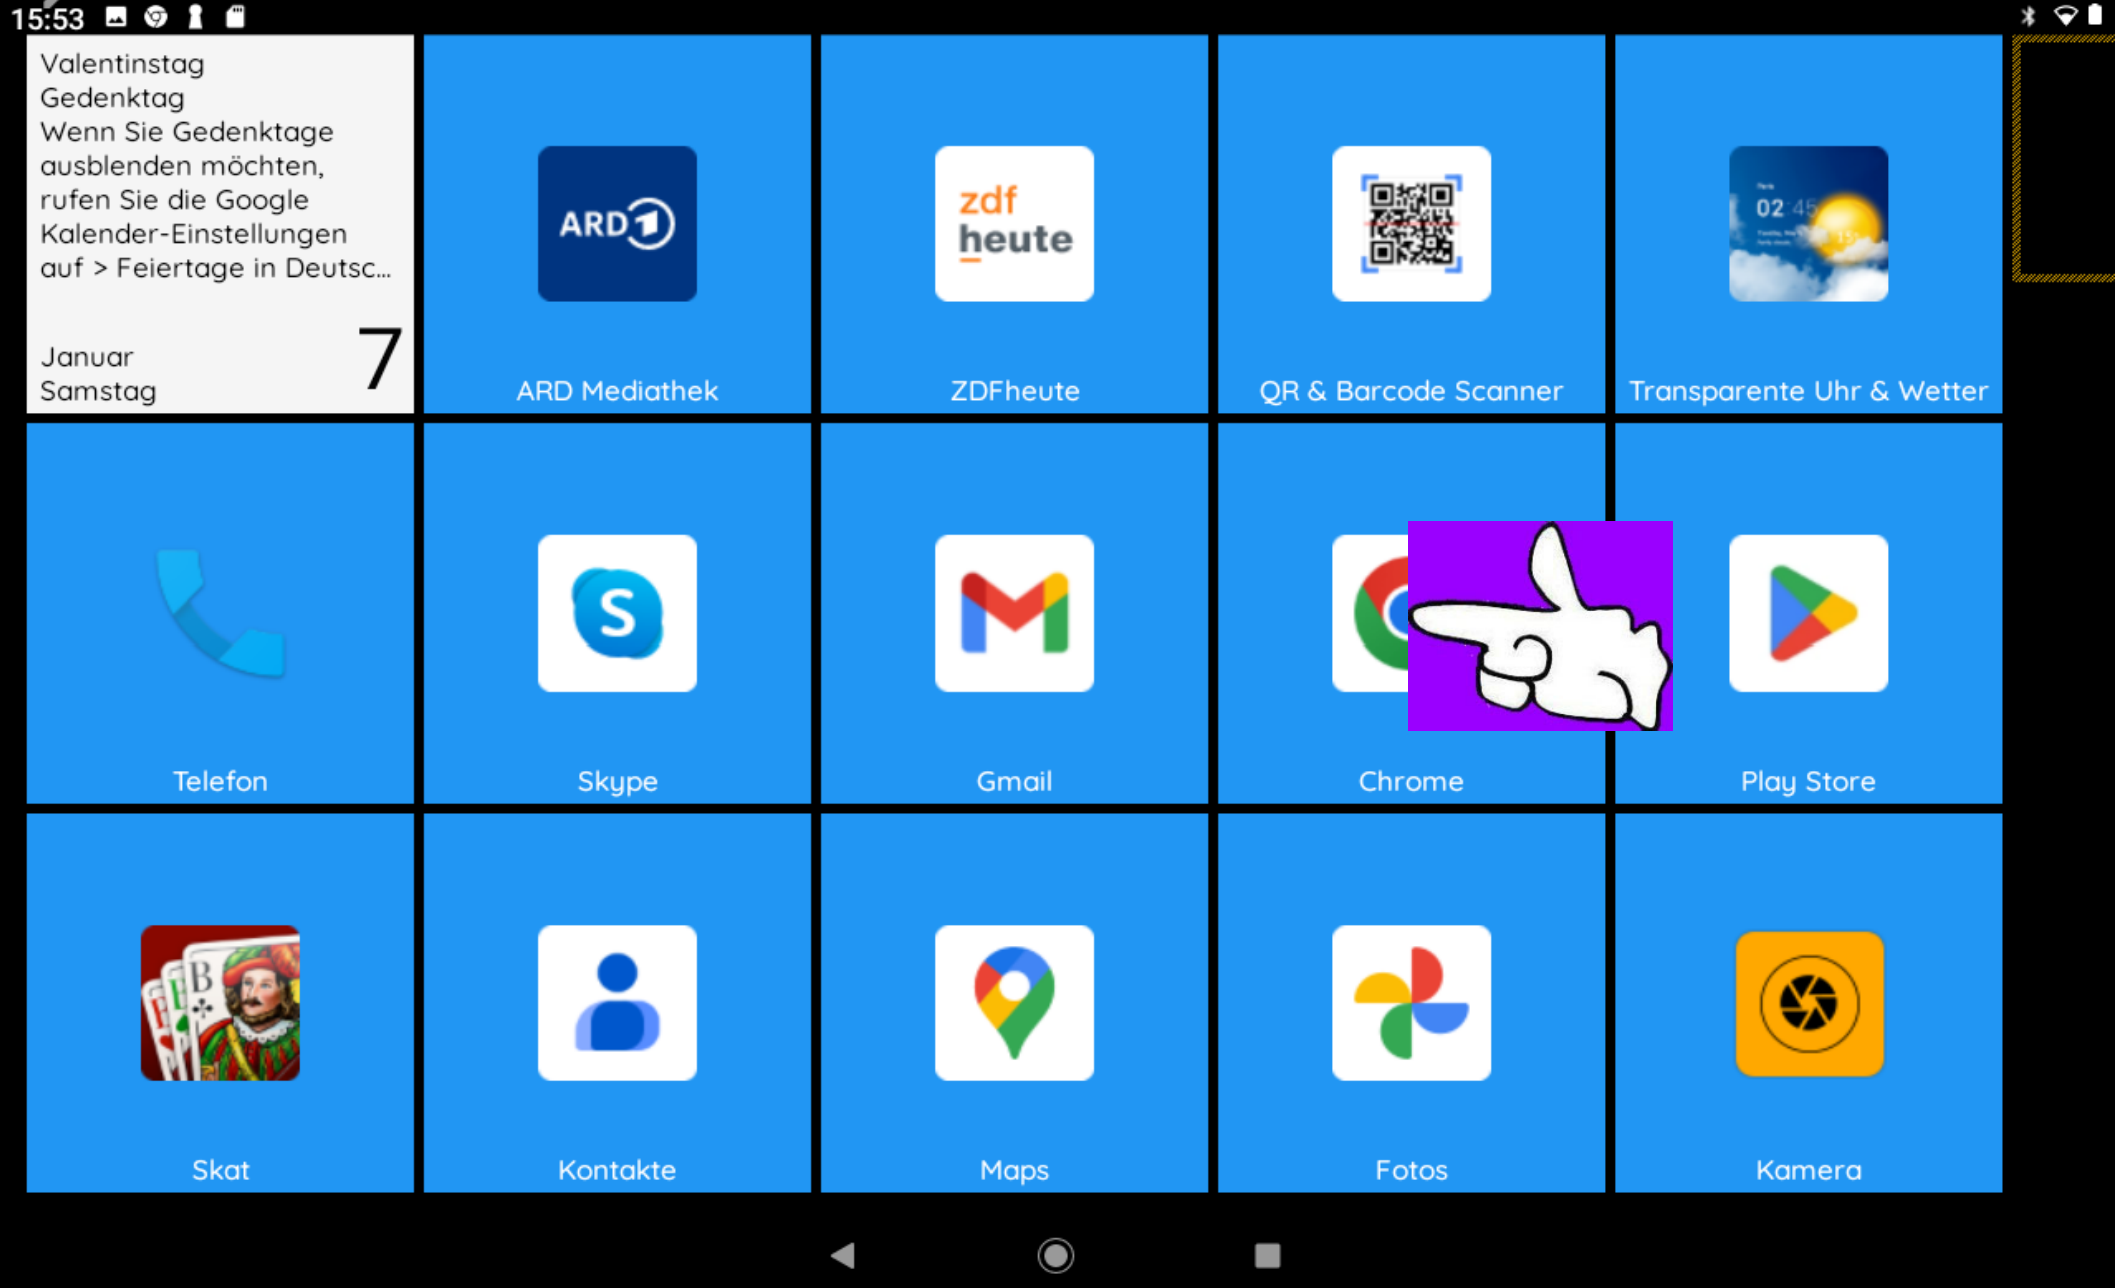 15:53
Valentinstag
Gedenktag
Wenn Sie Gedenktage
ausblenden möchten,
rufen Sie die Google
Kalender-Einstellungen
auf > Feiertage in Deutsc...
Januar
7
Samstag
ARD 1
ARD Mediathek
zdf
heute
ZDFheute
QR & Barcode Scanner
02:45
Transparente Uhr & Wetter
Telefon
S
Skype
Gmail
Chrome
Play Store
B
Skat
Kontakte
Maps
Fotos
Kamera